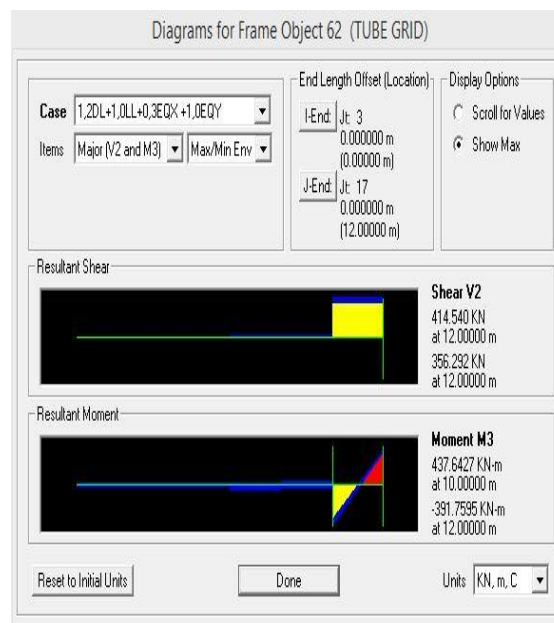 Diagrams for Frame Object 62 (TUBE GRID)
Case 1,2DL+1,0LL+0,3EQX +1,0EQY
Items Major (V2 and M3) Max/Min Env
End Length Offset (Location)
I-End: Jt: 3
0.000000 m
(0.00000 m)
J-End: Jt: 17
0.000000 m
(12.00000 m)
Display Options
Scroll for Values
Show Max
Resultant Shear
Shear V2
414.540 KN
at 12.00000 m
356.292 KN
at 12.00000 m
Resultant Moment
Moment M3
437.6427 KN-m
at 10.00000 m
-391.7595 KN-m
at 12.00000 m
Reset to Initial Units
Done
Units KN, m, C